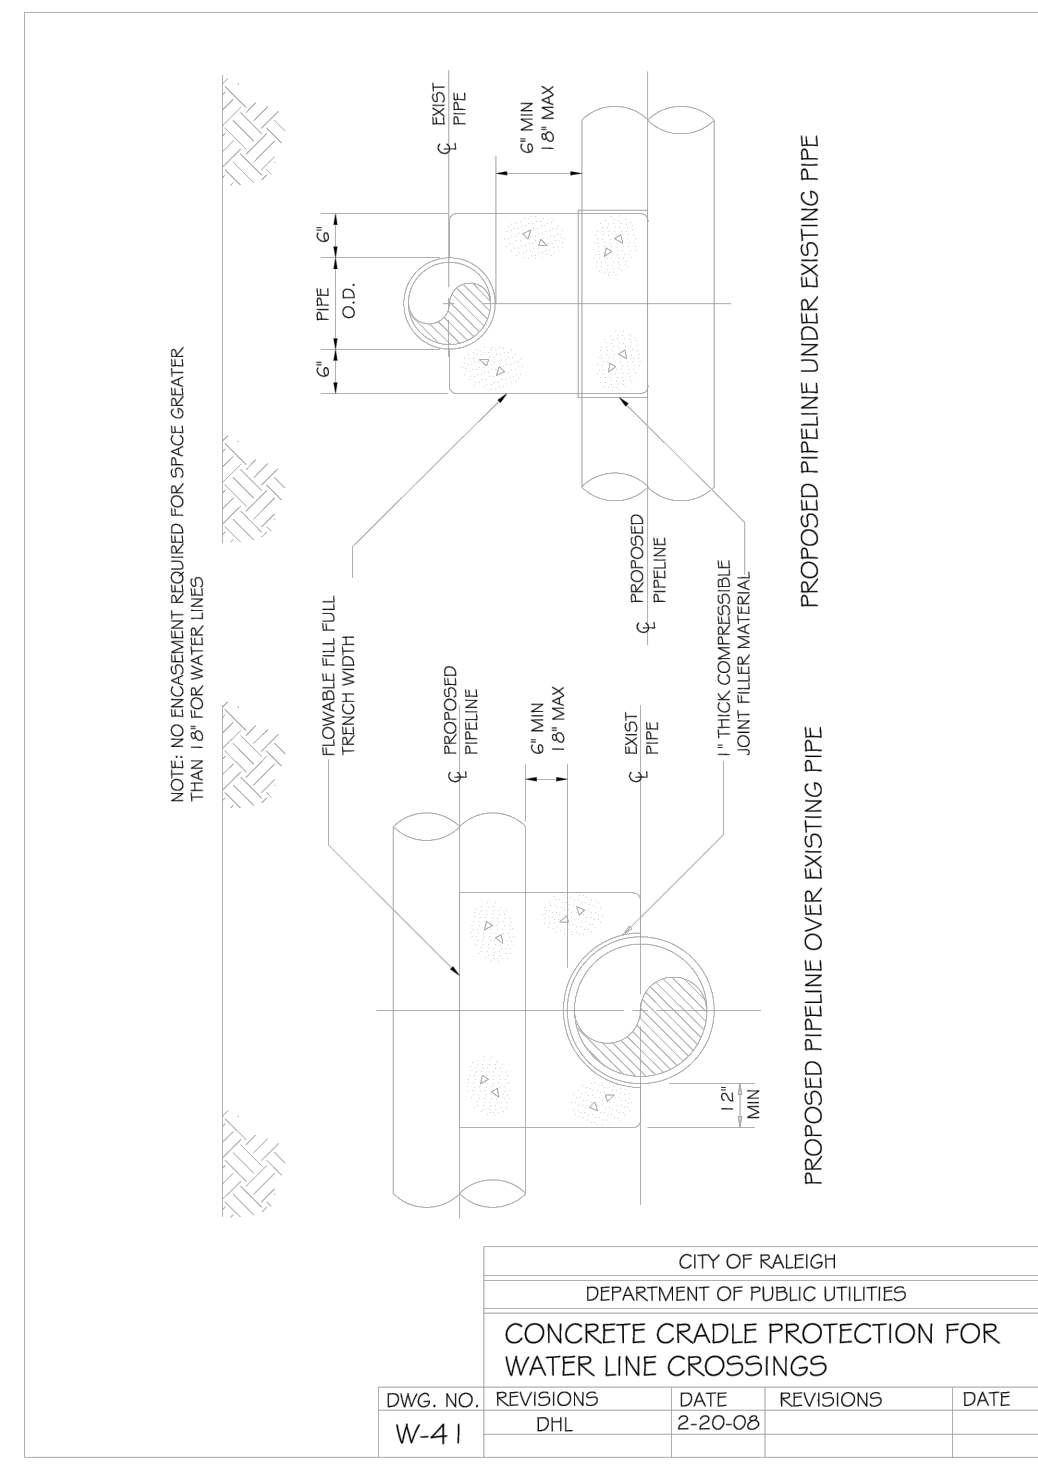 NOTE: NO ENCASEMENT REQUIRED FOR SPACE GREATER
THAN 18" FOR WATER LINES
FLOWABLE FILL FULL
TRENCH WIDTH
6"
PIPE
O.D.
6"
℄ EXIST
PIPE
6" MIN
18" MAX
℄ PROPOSED
PIPELINE
1" THICK COMPRESSIBLE
JOINT FILLER MATERIAL
PROPOSED PIPELINE UNDER EXISTING PIPE
℄ PROPOSED
PIPELINE
6" MIN
18" MAX
℄ EXIST
PIPE
12"
MIN
PROPOSED PIPELINE OVER EXISTING PIPE
CITY OF RALEIGH
DEPARTMENT OF PUBLIC UTILITIES
CONCRETE CRADLE PROTECTION FOR
WATER LINE CROSSINGS
DWG. NO. REVISIONS DATE REVISIONS DATE
W-41 DHL 2-20-08